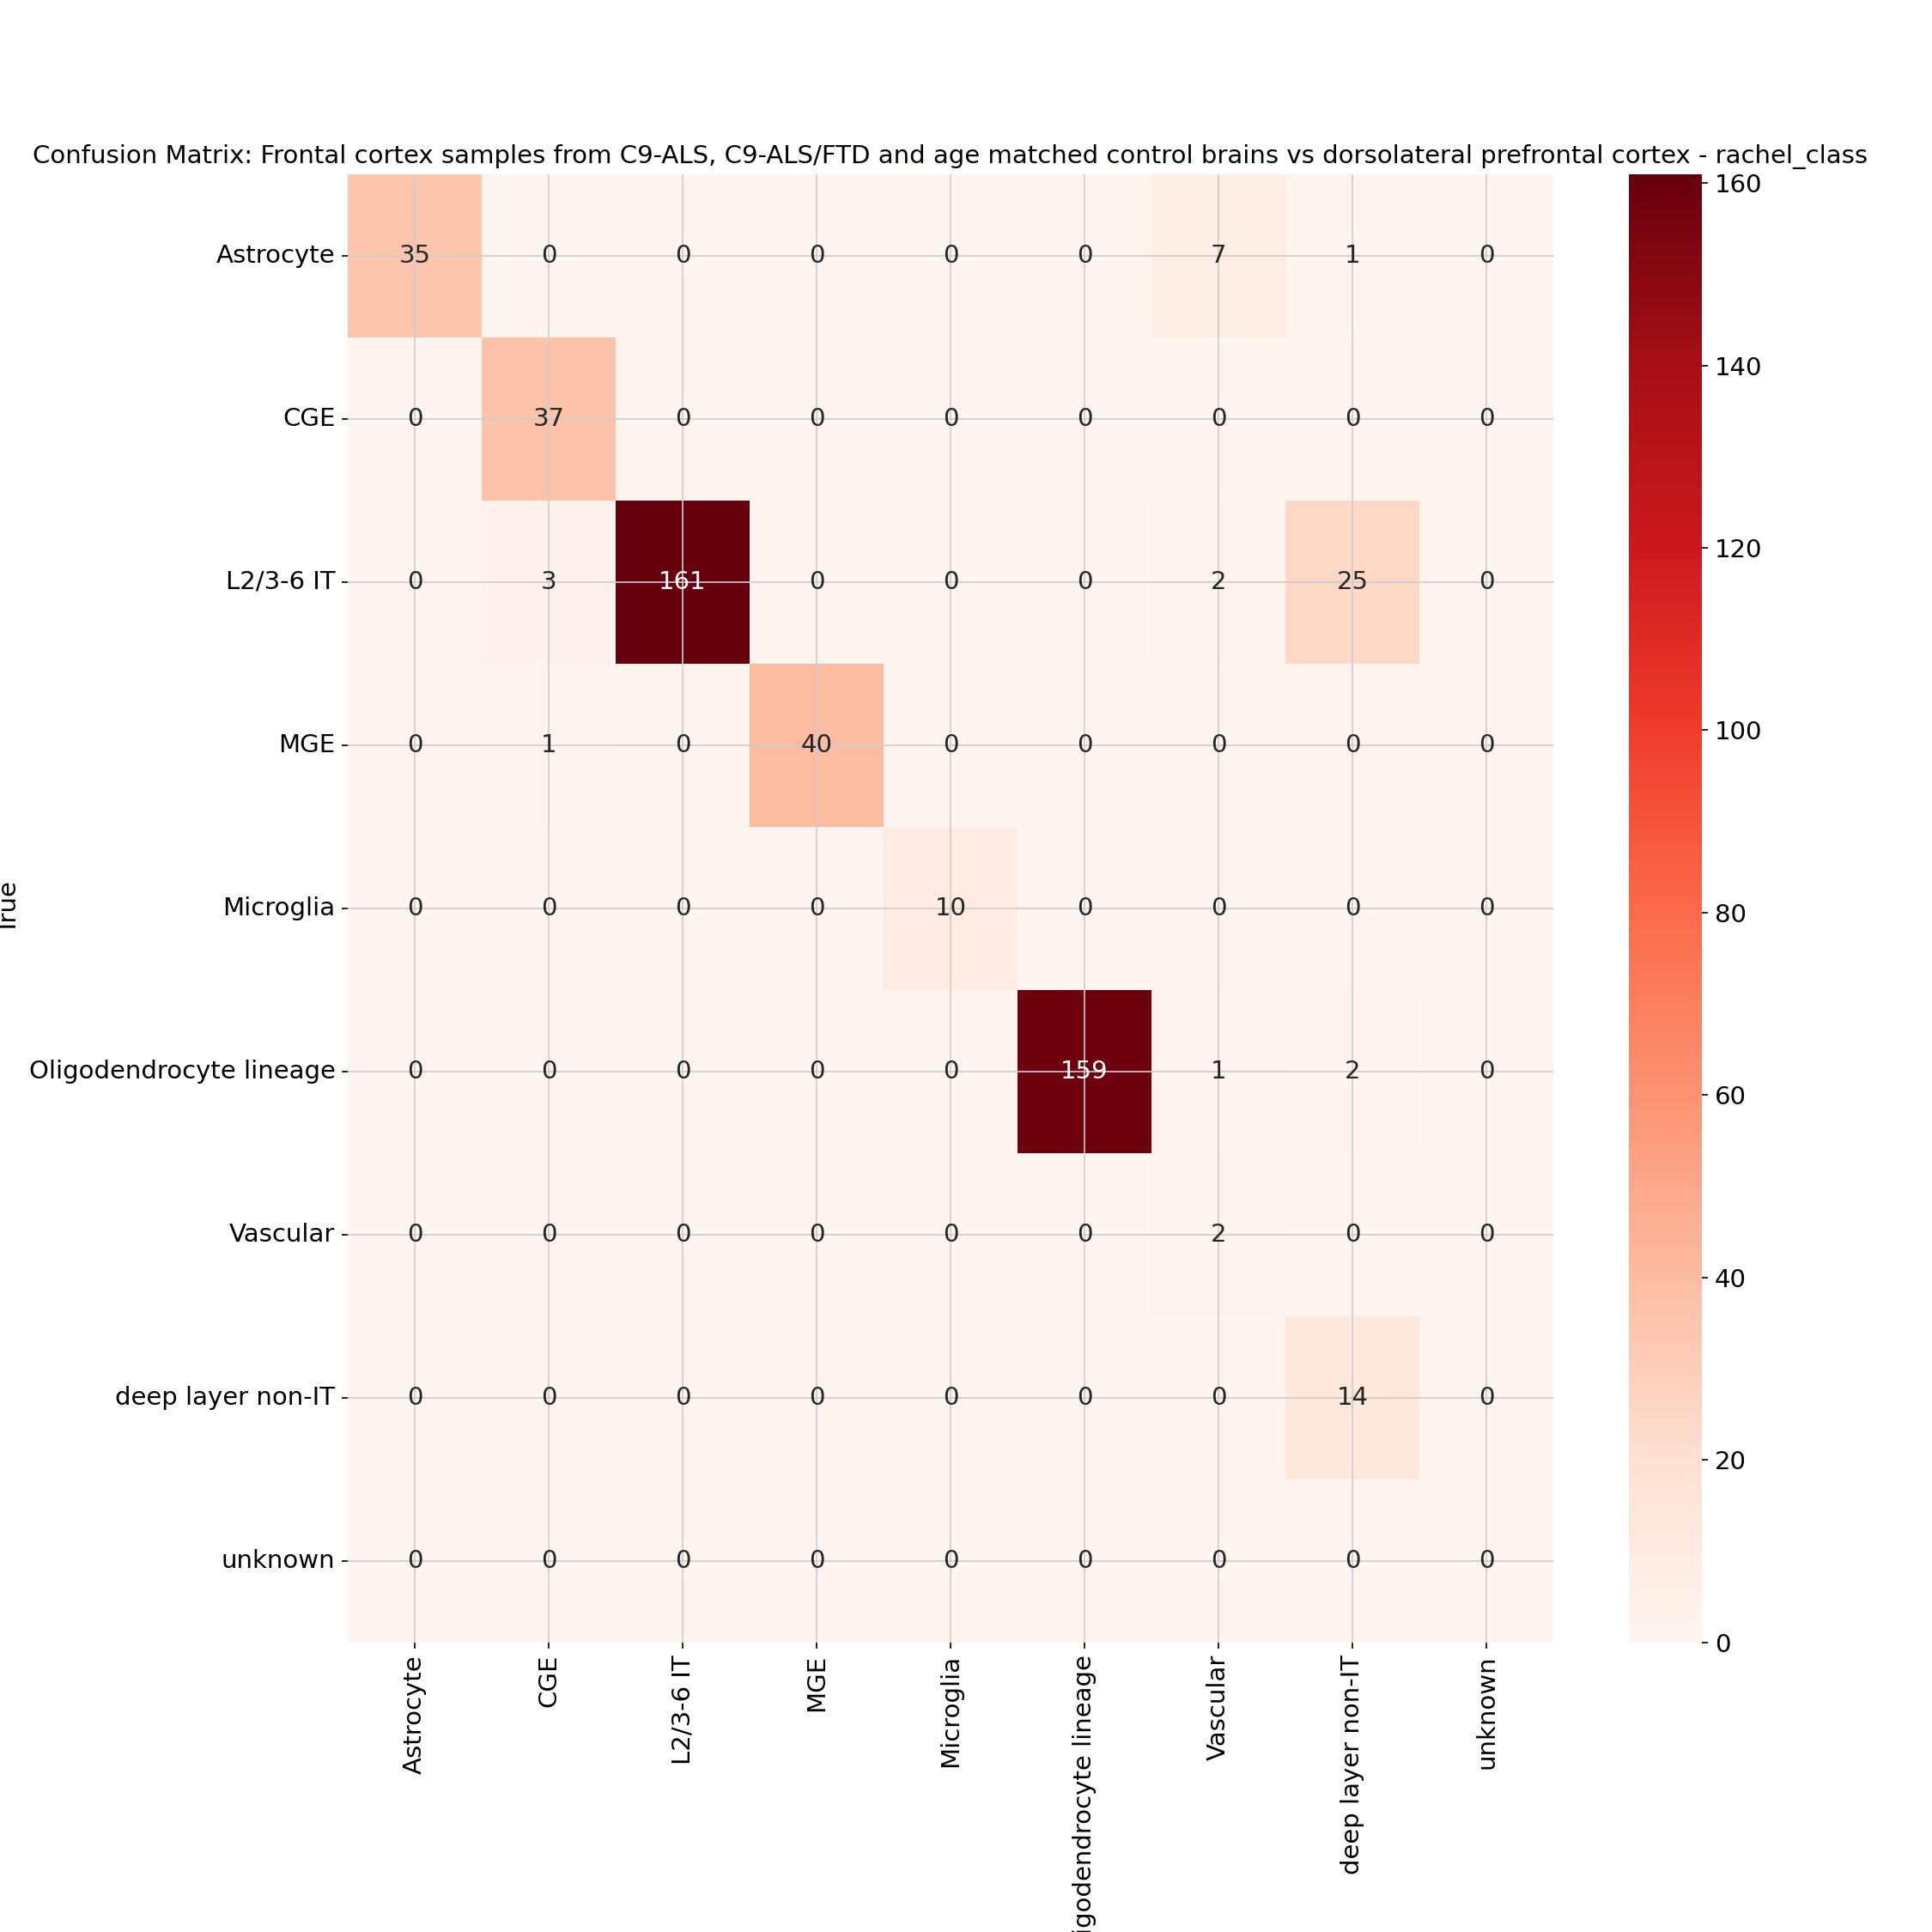 Confusion Matrix: Frontal cortex samples from C9-ALS, C9-ALS/FTD and age matched control brains vs dorsolateral prefrontal cortex - rachel_class
Astrocyte 35 0 0 0 0 0 7 1 0
CGE 0 37 0 0 0 0 0 0 0
L2/3-6 IT 0 3 161 0 0 0 2 25 0
MGE 0 1 0 40 0 0 0 0 0
Microglia 0 0 0 0 10 0 0 0 0
Oligodendrocyte lineage 0 0 0 0 0 159 1 2 0
Vascular 0 0 0 0 0 0 2 0 0
deep layer non-IT 0 0 0 0 0 0 0 14 0
unknown 0 0 0 0 0 0 0 0 0
True
Astrocyte
CGE
L2/3-6 IT
MGE
Microglia
igodendrocyte lineage
Vascular
deep layer non-IT
unknown
160
140
120
100
80
60
40
20
0